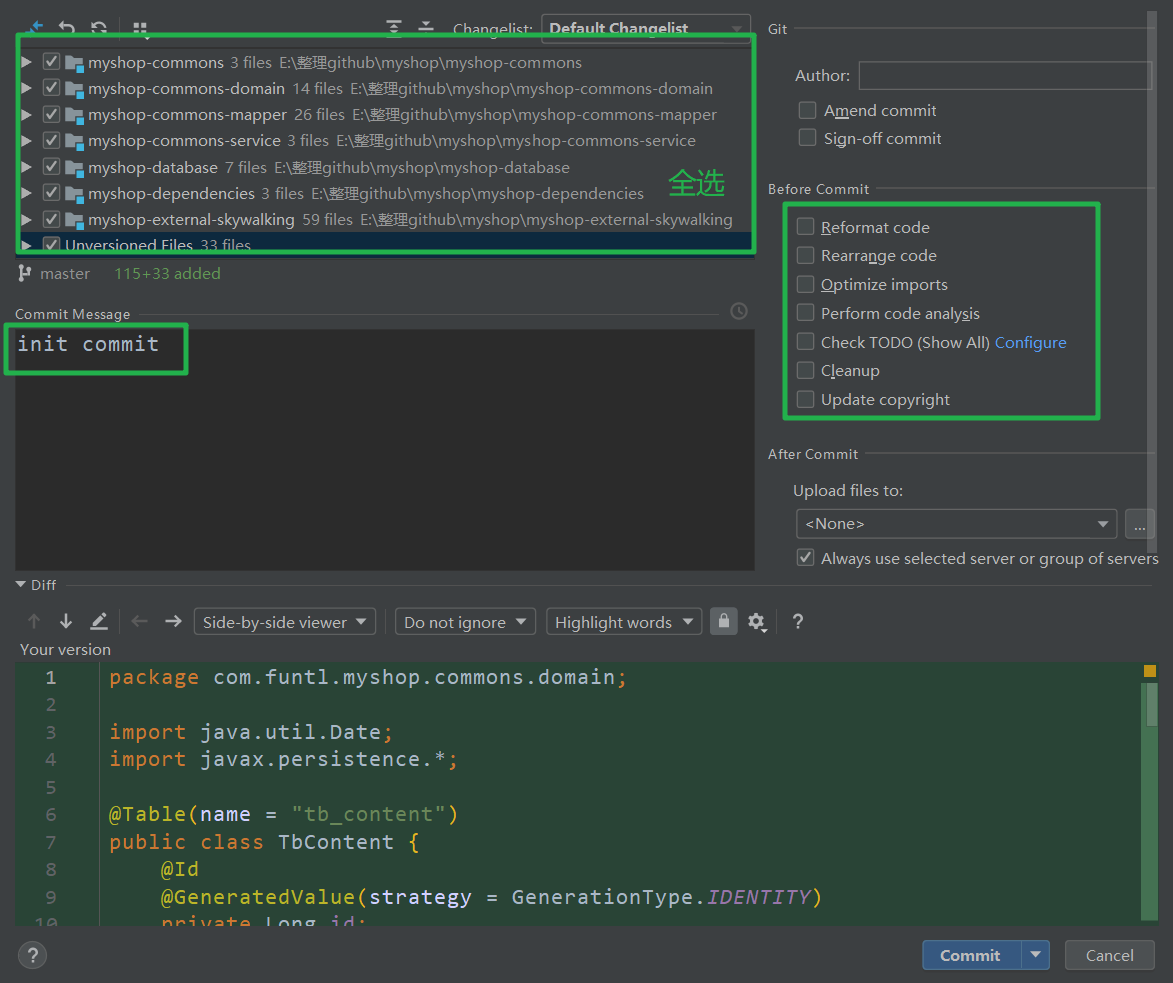 Changelist: Default Changelist
myshop-commons 3 files E:\整理github\myshop\myshop-commons
myshop-commons-domain 14 files E:\整理github\myshop\myshop-commons-domain
myshop-commons-mapper 26 files E:\整理github\myshop\myshop-commons-mapper
myshop-commons-service 3 files E:\整理github\myshop\myshop-commons-service
myshop-database 7 files E:\整理github\myshop\myshop-database
全选
myshop-dependencies 3 files E:\整理github\myshop\myshop-dependencies
myshop-external-skywalking 59 files E:\整理github\myshop\myshop-external-skywalking
Unversioned Files 33 files
master 115+33 added
Commit Message
init commit
Git
Author:
Amend commit
Sign-off commit
Before Commit
Reformat code
Rearrange code
Optimize imports
Perform code analysis
Check TODO (Show All) Configure
Cleanup
Update copyright
After Commit
Upload files to:
<None>
...
Always use selected server or group of servers
Diff
Side-by-side viewer Do not ignore Highlight words ?
Your version
1 package com.funtl.myshop.commons.domain;
2
3 import java.util.Date;
4 import javax.persistence.*;
5
6 @Table(name = "tb_content")
7 public class TbContent {
8 @Id
9 @GeneratedValue(strategy = GenerationType.IDENTITY)
10 private Long id;
? Commit Cancel